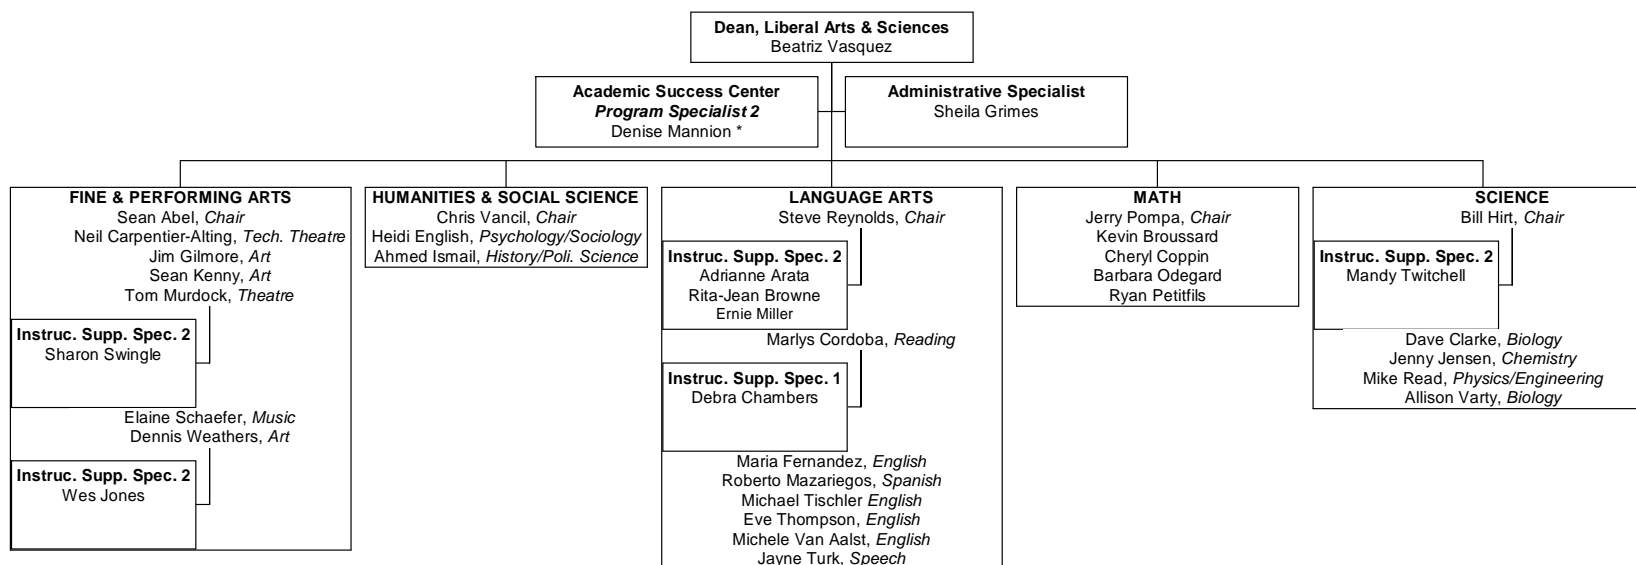 Dean, Liberal Arts & Sciences
Beatriz Vasquez
Academic Success Center
Program Specialist 2
Denise Mannion *
Administrative Specialist
Sheila Grimes
FINE & PERFORMING ARTS
Sean Abel, Chair
Neil Carpentier-Alting, Tech. Theatre
Jim Gilmore, Art
Sean Kenny, Art
Tom Murdock, Theatre
Instruc. Supp. Spec. 2
Sharon Swingle
Elaine Schaefer, Music
Dennis Weathers, Art
Instruc. Supp. Spec. 2
Wes Jones
HUMANITIES & SOCIAL SCIENCE
Chris Vancil, Chair
Heidi English, Psychology/Sociology
Ahmed Ismail, History/Poli. Science
LANGUAGE ARTS
Steve Reynolds, Chair
Instruc. Supp. Spec. 2
Adrianne Arata
Rita-Jean Browne
Ernie Miller
Marlys Cordoba, Reading
Instruc. Supp. Spec. 1
Debra Chambers
Maria Fernandez, English
Roberto Mazariegos, Spanish
Michael Tischler English
Eve Thompson, English
Michele Van Aalst, English
Jayne Turk, Speech
MATH
Jerry Pompa, Chair
Kevin Broussard
Cheryl Coppin
Barbara Odegard
Ryan Petitfils
SCIENCE
Bill Hirt, Chair
Instruc. Supp. Spec. 2
Mandy Twitchell
Dave Clarke, Biology
Jenny Jensen, Chemistry
Mike Read, Physics/Engineering
Allison Varty, Biology